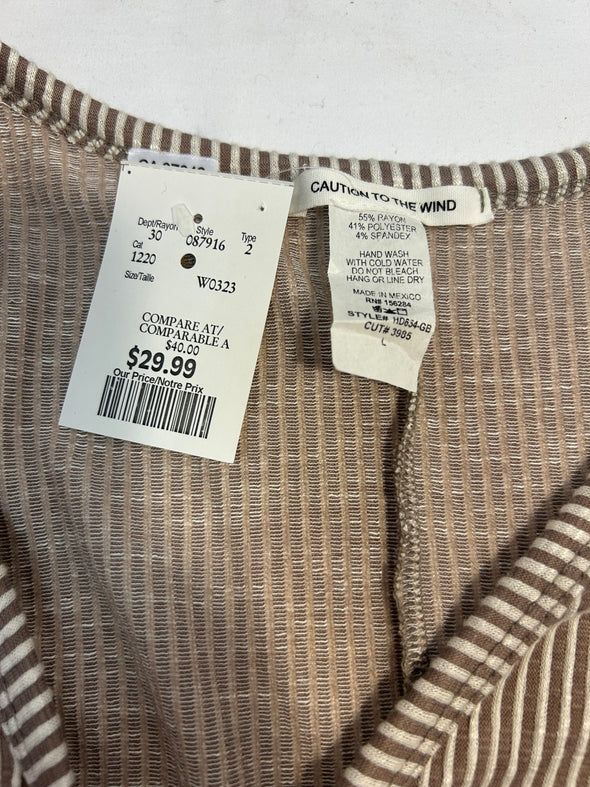 Dept/Rayon Style Type
30 087916 2
Cat
1220
Size/Taille W0323
COMPARE AT/
COMPARABLE A
$40.00
$29.99
Our Price/Notre Prix
CAUTION TO THE WIND
55% RAYON
41% POLYESTER
4% SPANDEX
HAND WASH
WITH COLD WATER
DO NOT BLEACH
HANG OR LINE DRY
MADE IN MEXICO
RN# 156284
STYLE# HD634-GB
CUT# 3905
L